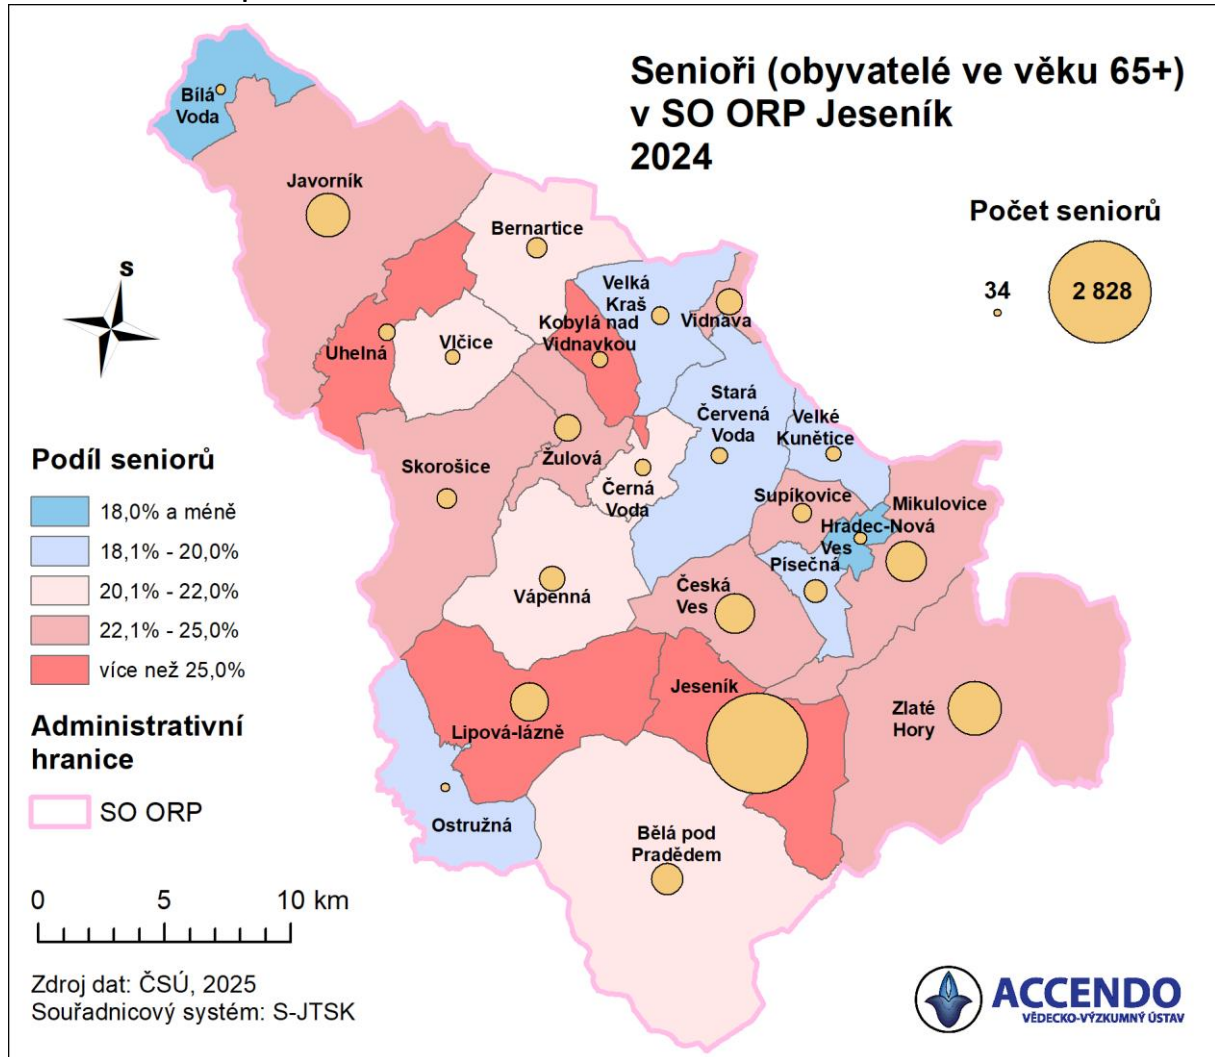 Senioři (obyvatelé ve věku 65+)
v SO ORP Jeseník
2024
Počet seniorů
34
2 828
S
Bílá
Voda
Javorník
Bernartice
Velká
Kraš
Vidnava
Kobylá nad
Vidnavkou
Uhelná
Vlčice
Stará
Červená
Voda
Velké
Kunětice
Skorošice
Žulová
Černá
Voda
Supíkovice
Mikulovice
Hradec-Nová
Ves
Písečná
Vápenná
Česká
Ves
Jeseník
Zlaté
Hory
Lipová-lázně
Ostružná
Bělá pod
Pradědem
Podíl seniorů
18,0% a méně
18,1% - 20,0%
20,1% - 22,0%
22,1% - 25,0%
více než 25,0%
Administrativní
hranice
SO ORP
0 5 10 km
Zdroj dat: ČSÚ, 2025
Souřadnicový systém: S-JTSK
ACCENDO
VĚDECKO-VÝZKUMNÝ ÚSTAV